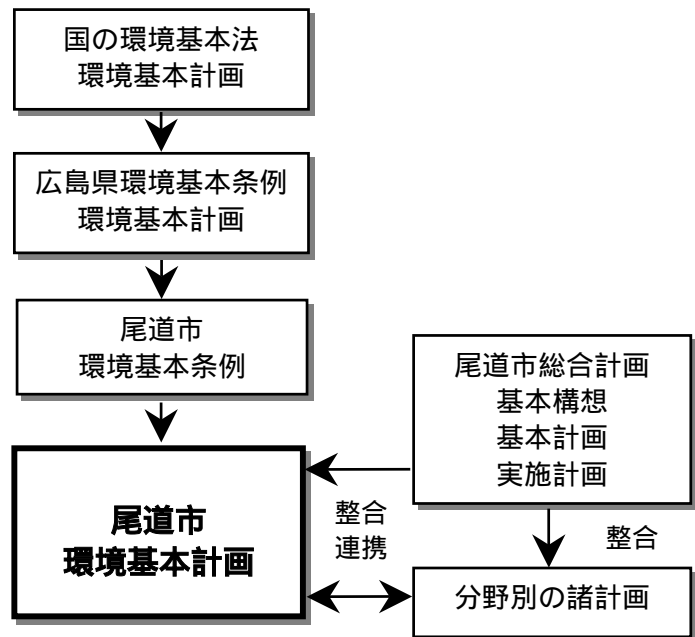 国の環境基本法
環境基本計画
広島県環境基本条例
環境基本計画
尾道市
環境基本条例
尾道市
環境基本計画
尾道市総合計画
基本構想
基本計画
実施計画
整合
連携
整合
分野別の諸計画